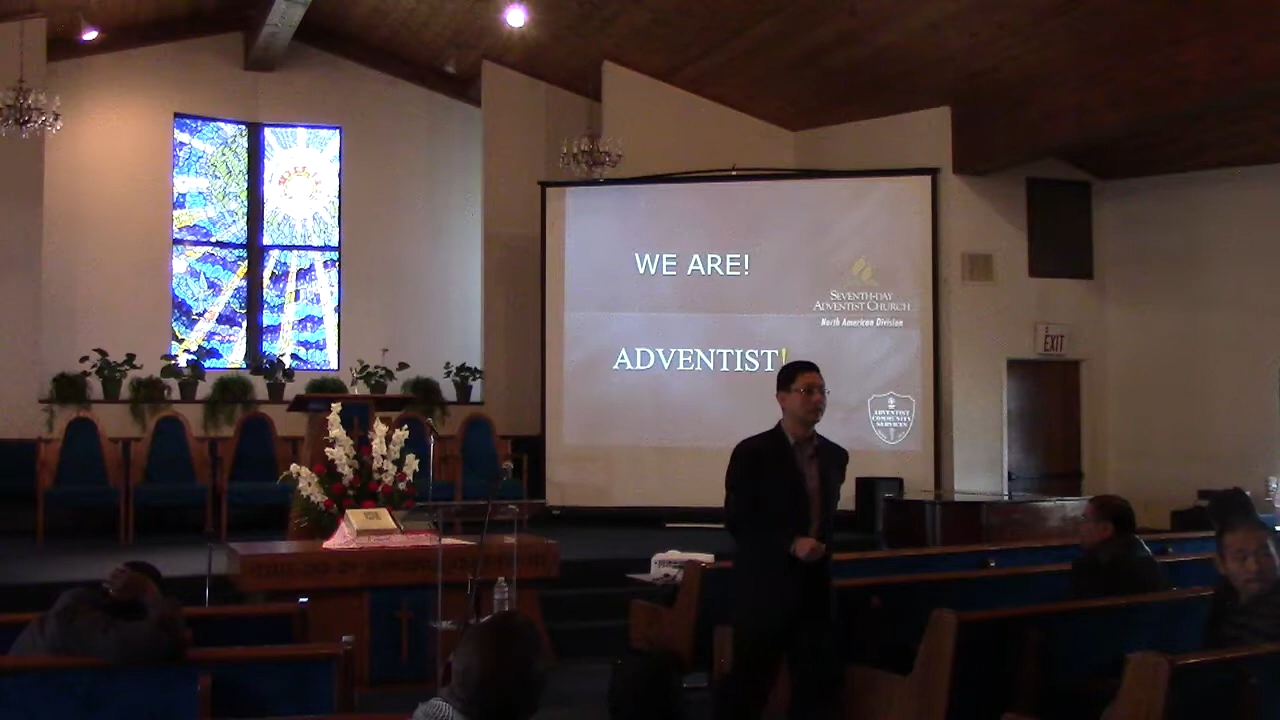 WE ARE!
SEVENTH-DAY
ADVENTIST CHURCH
North American Division
ADVENTIST!
ADVENTIST
COMMUNITY
SERVICES
EXIT